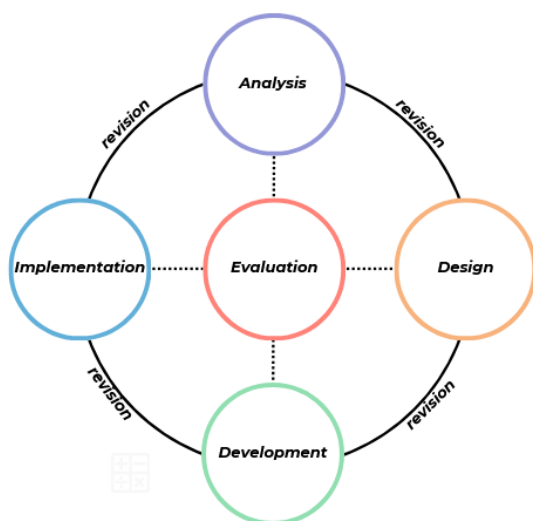 Analysis
revision
revision
Implementation
Evaluation
Design
revision
revision
Development